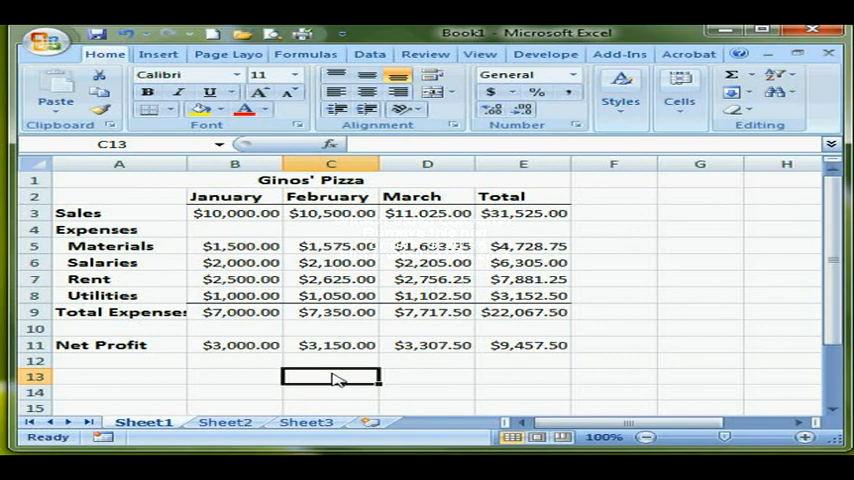 Book1 - Microsoft Excel
Home Insert Page Layo Formulas Data Review View Develope Add-Ins Acrobat
Paste Calibri 11 General Styles Cells
B I U A A $ % ,
Clipboard Font Alignment Number Editing
C13 fx
A B C D E F G H
1 Ginos' Pizza
2 January February March Total
3 Sales $10,000.00 $10,500.00 $11.025.00 $31,525.00
4 Expenses
5 Materials $1,500.00 $1,575.00 $4,728.75
6 Salaries $2,000.00 $2,100.00 $2,205.00 $6,305.00
7 Rent $2,500.00 $2,625.00 $2,756.25 $7,881.25
8 Utilities $1,000.00 $1,050.00 $1,102.50 $3,152.50
9 Total Expenses $7,000.00 $7,350.00 $7,717.50 $22,067.50
10
11 Net Profit $3,000.00 $3,150.00 $3,307.50 $9,457.50
12
13
14
15
Sheet1 Sheet2 Sheet3
Ready 100%